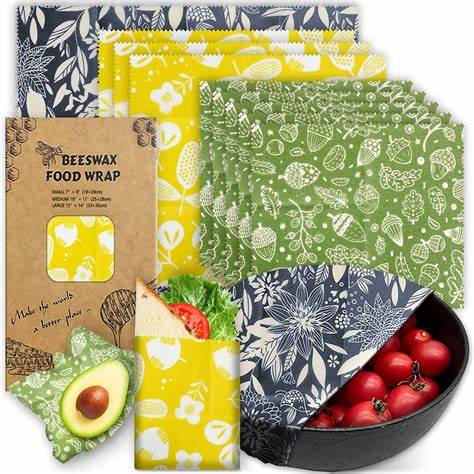 BEESWAX
FOOD WRAP
SMALL 7" × 8" (18×20cm)
MEDIUM 10" × 11" (25×28cm)
LARGE 13" × 14" (33×35cm)
Make the world
a better place ...